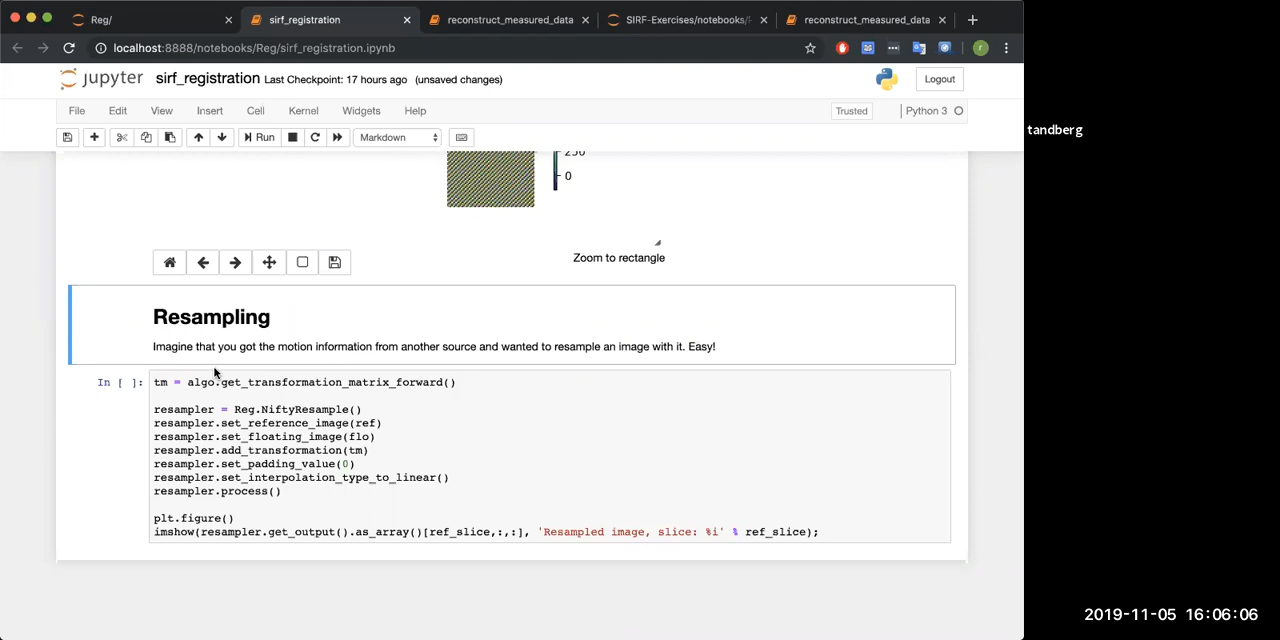 Reg/
sirf_registration
reconstruct_measured_data
SIRF-Exercises/notebooks/
reconstruct_measured_data
localhost:8888/notebooks/Reg/sirf_registration.ipynb
r
jupyter sirf_registration Last Checkpoint: 17 hours ago (unsaved changes)
Logout
File Edit View Insert Cell Kernel Widgets Help
Trusted
Python 3
Run
Markdown
tandberg
250
0
Zoom to rectangle
Resampling
Imagine that you got the motion information from another source and wanted to resample an image with it. Easy!
In [ ]:
tm = algo.get_transformation_matrix_forward()
resampler = Reg.NiftyResample()
resampler.set_reference_image(ref)
resampler.set_floating_image(flo)
resampler.add_transformation(tm)
resampler.set_padding_value(0)
resampler.set_interpolation_type_to_linear()
resampler.process()
plt.figure()
imshow(resampler.get_output().as_array()[ref_slice,:,:], 'Resampled image, slice: %i' % ref_slice);
2019-11-05 16:06:06